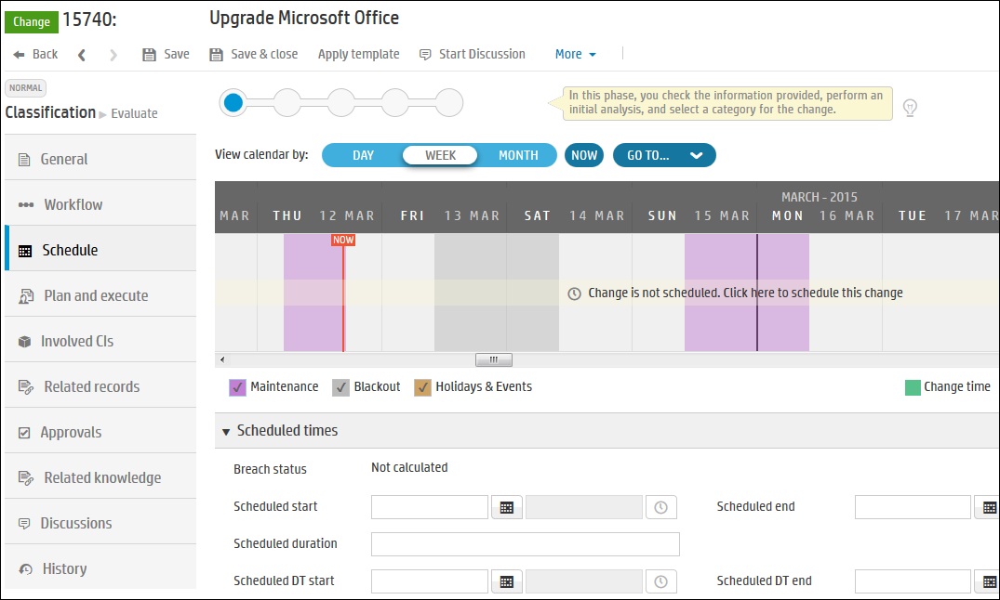 Change 15740: Upgrade Microsoft Office
Back Save Save & close Apply template Start Discussion More
NORMAL
Classification Evaluate
In this phase, you check the information provided, perform an
initial analysis, and select a category for the change.
General
Workflow
Schedule
Plan and execute
Involved CIs
Related records
Approvals
Related knowledge
Discussions
History
View calendar by: DAY WEEK MONTH NOW GO TO...
MARCH - 2015
MAR THU 12 MAR FRI 13 MAR SAT 14 MAR SUN 15 MAR MON 16 MAR TUE 17 MAR
NOW
Change is not scheduled. Click here to schedule this change
Maintenance Blackout Holidays & Events Change time
Scheduled times
Breach status Not calculated
Scheduled start Scheduled end
Scheduled duration
Scheduled DT start Scheduled DT end